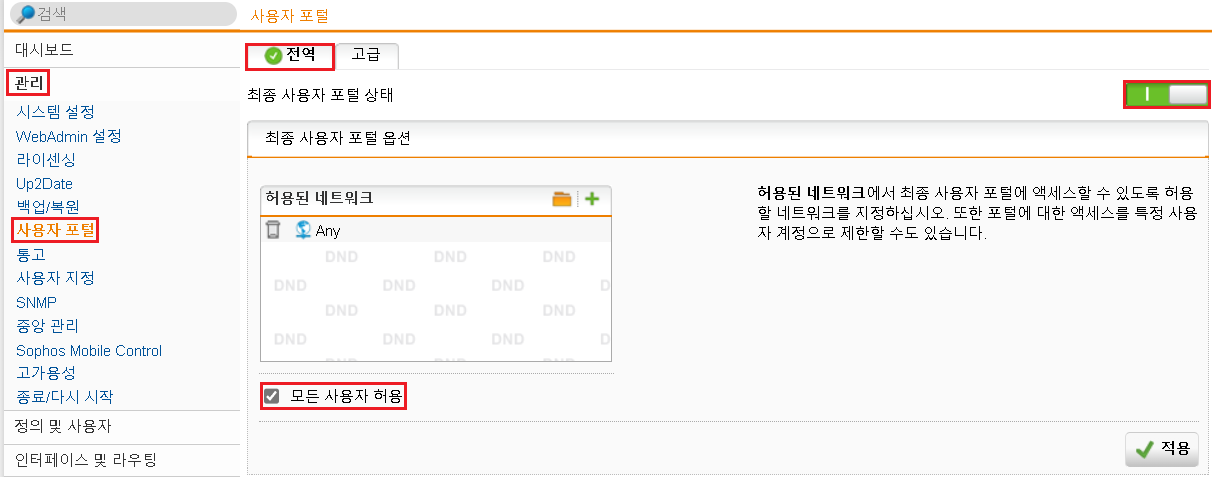 검색
사용자 포털
대시보드
관리
시스템 설정
WebAdmin 설정
라이센싱
Up2Date
백업/복원
사용자 포털
통고
사용자 지정
SNMP
중앙 관리
Sophos Mobile Control
고가용성
종료/다시 시작
정의 및 사용자
인터페이스 및 라우팅
전역
고급
최종 사용자 포털 상태
최종 사용자 포털 옵션
허용된 네트워크
Any
DND DND DND
DND DND DND D
DND DND DND
DND DND DND D
DND DND DND
모든 사용자 허용
허용된 네트워크에서 최종 사용자 포털에 액세스할 수 있도록 허용
할 네트워크를 지정하십시오. 또한 포털에 대한 액세스를 특정 사용
자 계정으로 제한할 수도 있습니다.
적용